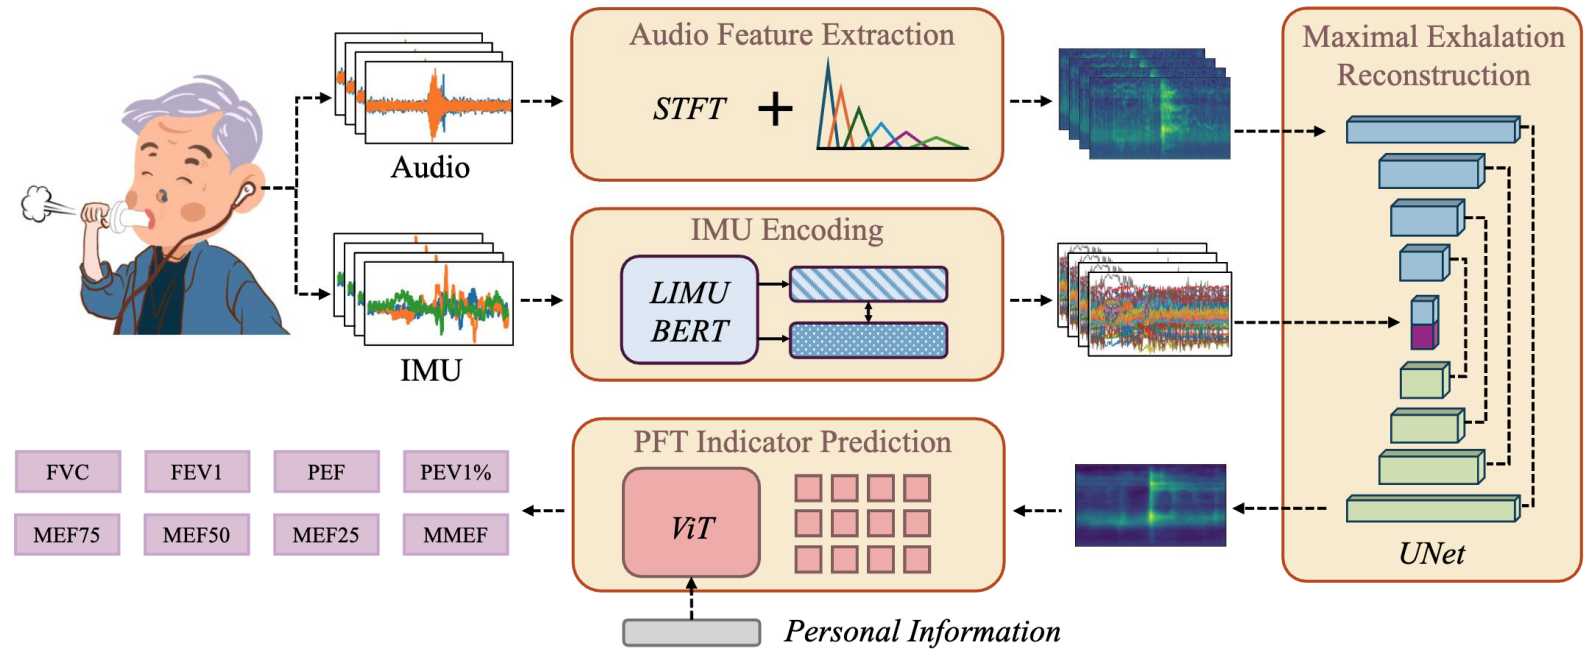 Audio Feature Extraction
STFT
+
Audio
Maximal Exhalation
Reconstruction
IMU Encoding
LIMU
BERT
IMU
UNet
PFT Indicator Prediction
ViT
Personal Information
FVC
FEV1
PEF
PEV1%
MEF75
MEF50
MEF25
MMEF